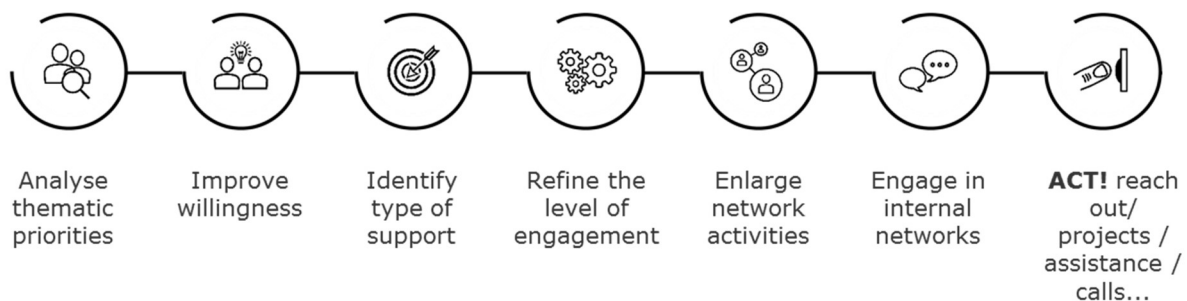 Analyse
thematic
priorities
Improve
willingness
Identify
type of
support
Refine the
level of
engagement
Enlarge
network
activities
Engage in
internal
networks
ACT! reach
out/
projects /
assistance /
calls...